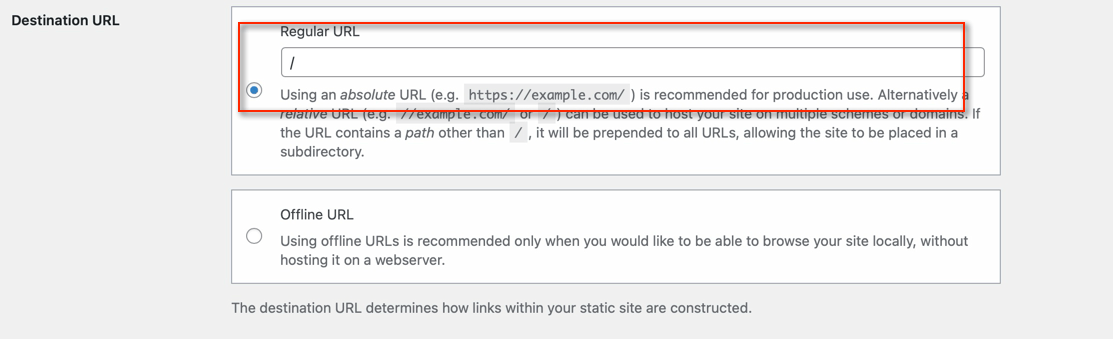 Destination URL
Regular URL
/
Using an absolute URL (e.g. https://example.com/ ) is recommended for production use. Alternatively a
relative URL (e.g. //example.com/ or / ) can be used to host your site on multiple schemes or domains. If
the URL contains a path other than / , it will be prepended to all URLs, allowing the site to be placed in a
subdirectory.
Offline URL
Using offline URLs is recommended only when you would like to be able to browse your site locally, without
hosting it on a webserver.
The destination URL determines how links within your static site are constructed.